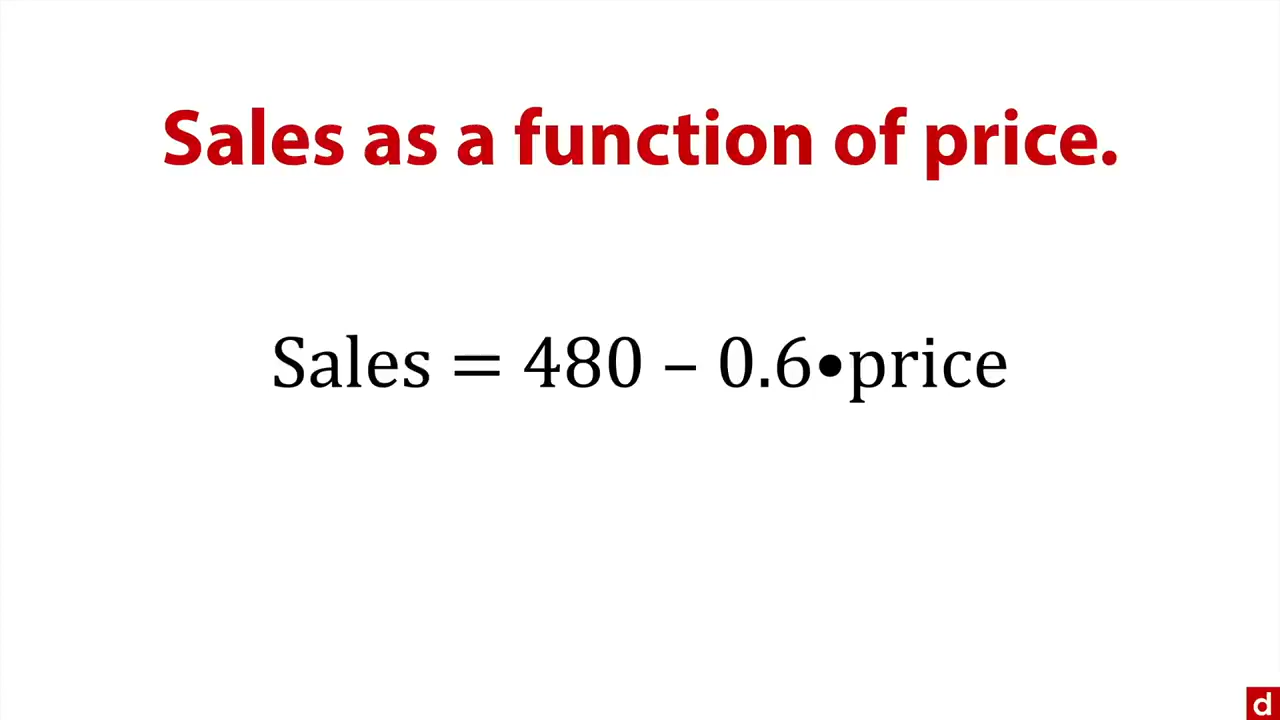 Sales as a function of price.
Sales = 480 – 0.6•price
d